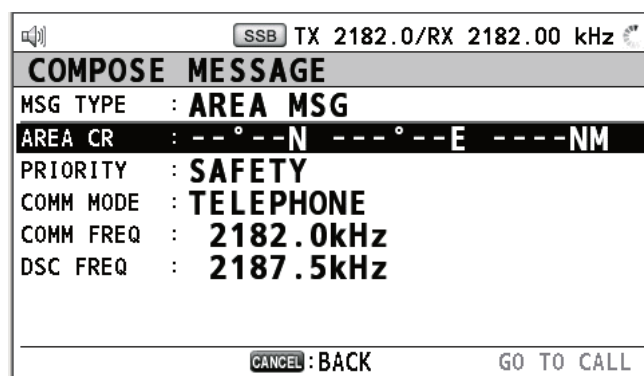 SSB TX 2182.0/RX 2182.00 kHz
COMPOSE MESSAGE
MSG TYPE : AREA MSG
AREA CR : --°--N ---°--E ----NM
PRIORITY : SAFETY
COMM MODE : TELEPHONE
COMM FREQ : 2182.0kHz
DSC FREQ : 2187.5kHz
CANCEL : BACK GO TO CALL